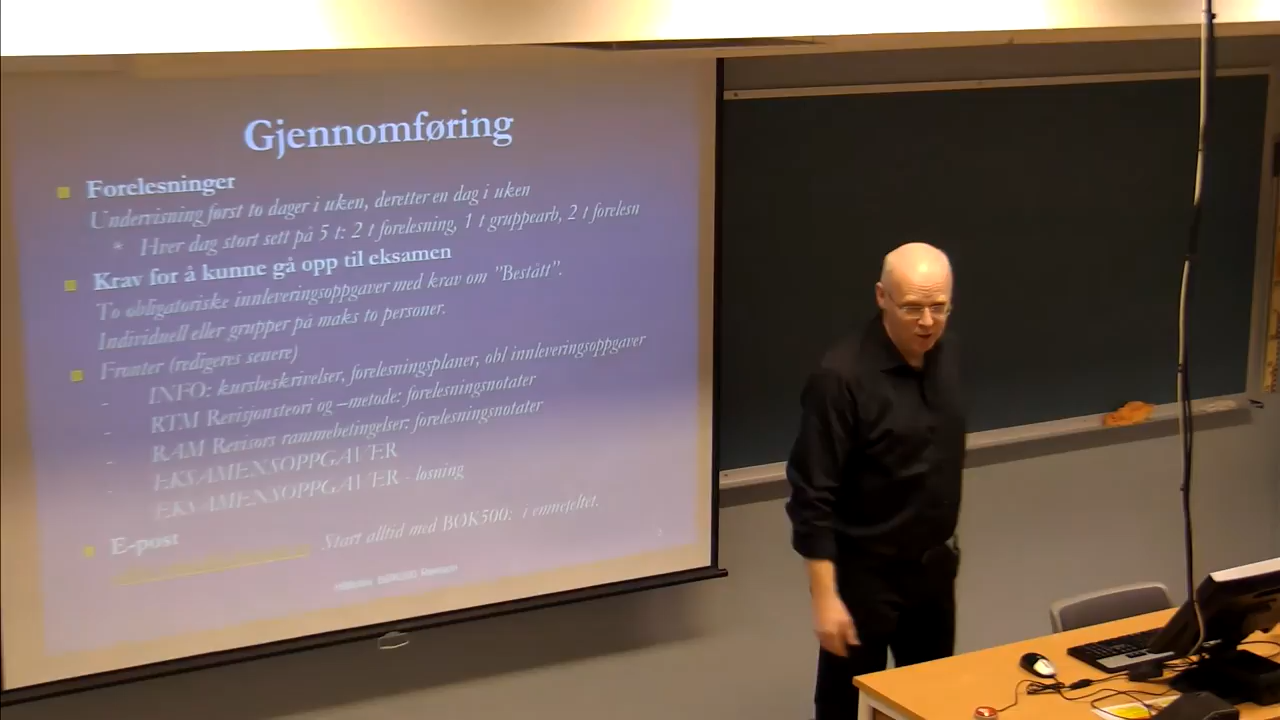 Gjennomføring
Forelesninger
Undervisning først to dager i uken, deretter en dag i uken
* Hver dag stort sett på 5 t: 2 t forelesning, 1 t gruppearb, 2 t forelesn
Krav for å kunne gå opp til eksamen
To obligatoriske innleveringsoppgaver med krav om "Bestått".
Individuell eller grupper på maks to personer.
Fronter (redigeres senere)
- INFO: kursbeskrivelser, forelesningsplaner, obl innleveringsoppgaver
- RTM Revisjonsteori og –metode: forelesningsnotater
- RAM Revisors rammebetingelser: forelesningsnotater
- EKSAMENSOPPGAVER
- EKSAMENSOPPGAVER - løsning
E-post
Start alltid med BØK500: i emnefeltet.
BØK500 Revisjon